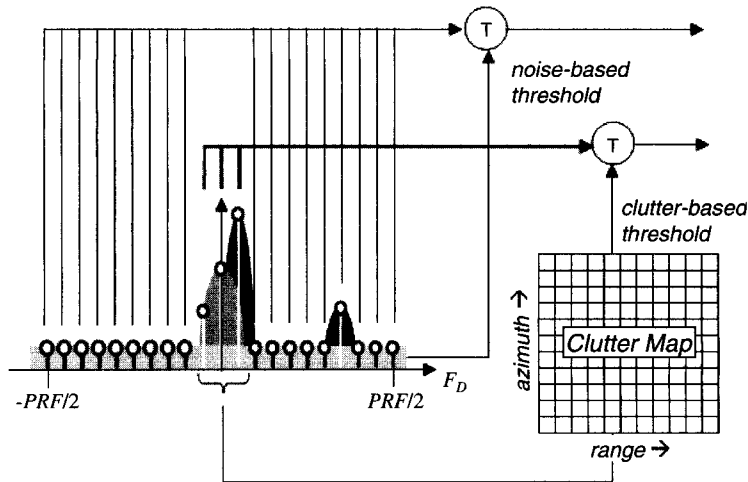 T
noise-based
threshold
T
clutter-based
threshold
azimuth →
Clutter Map
range →
-PRF/2
PRF/2
F_D